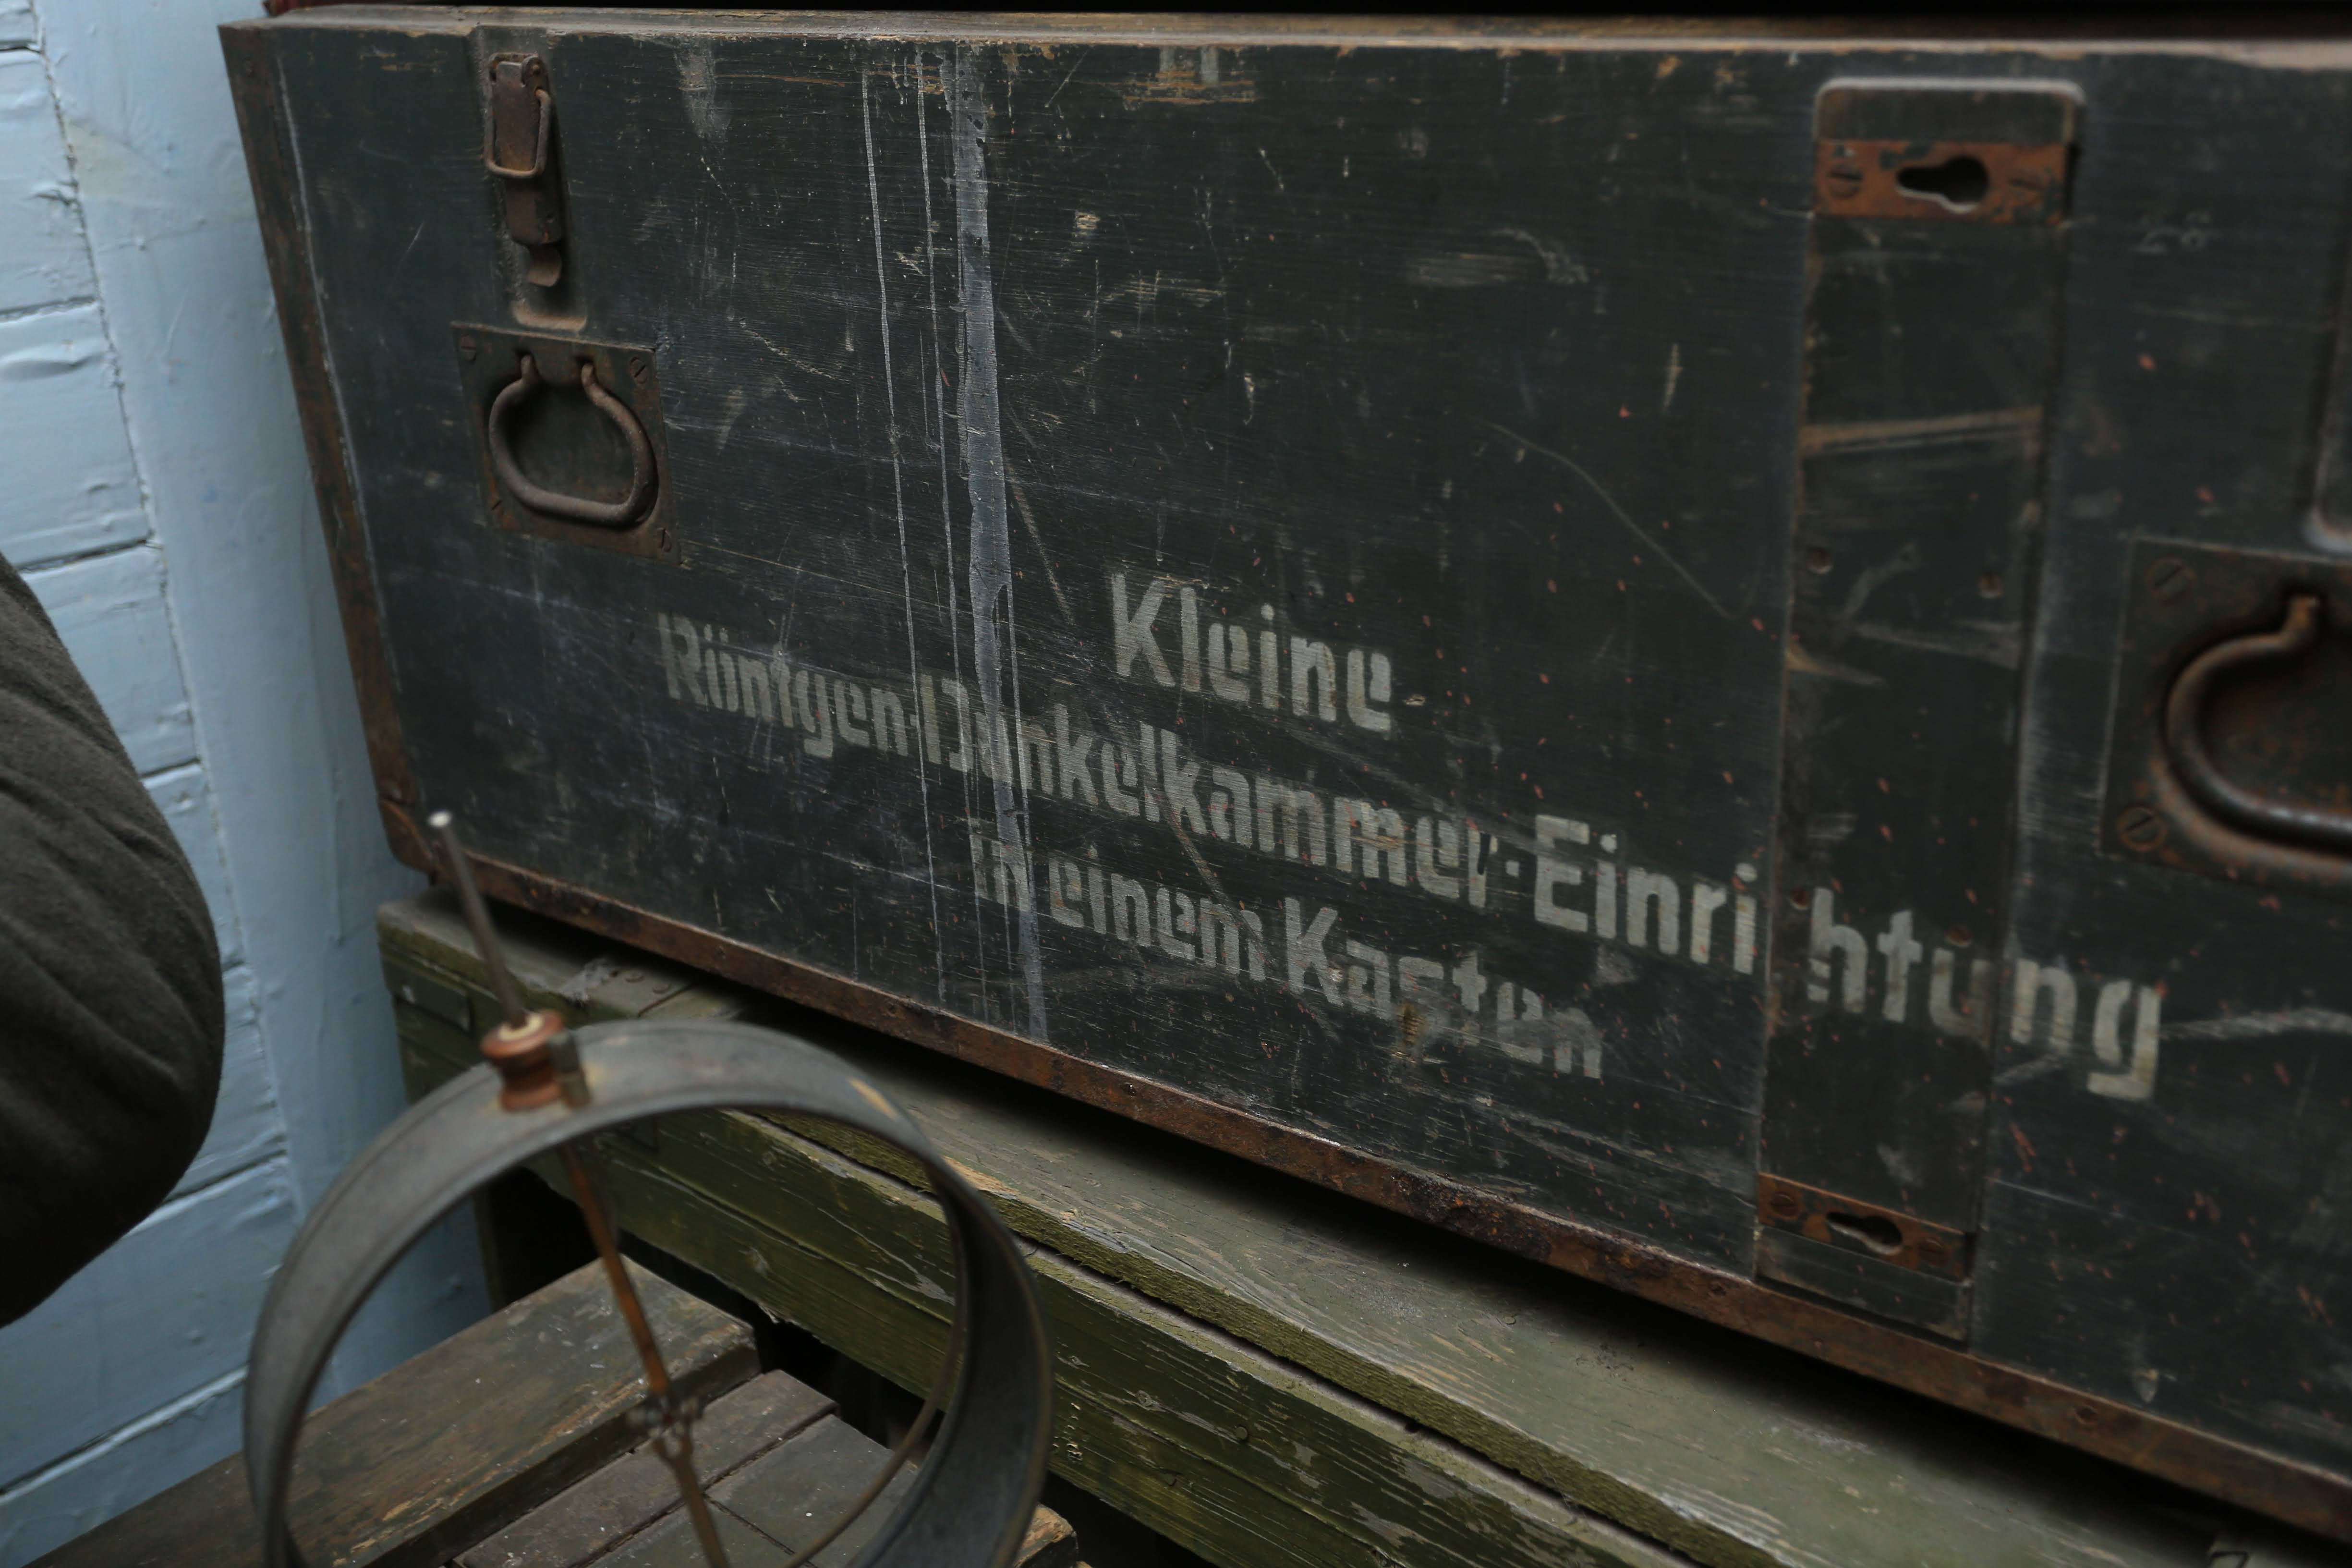 Kleine
Röntgen-Dunkelkammer-Einrichtung
in einem Kasten